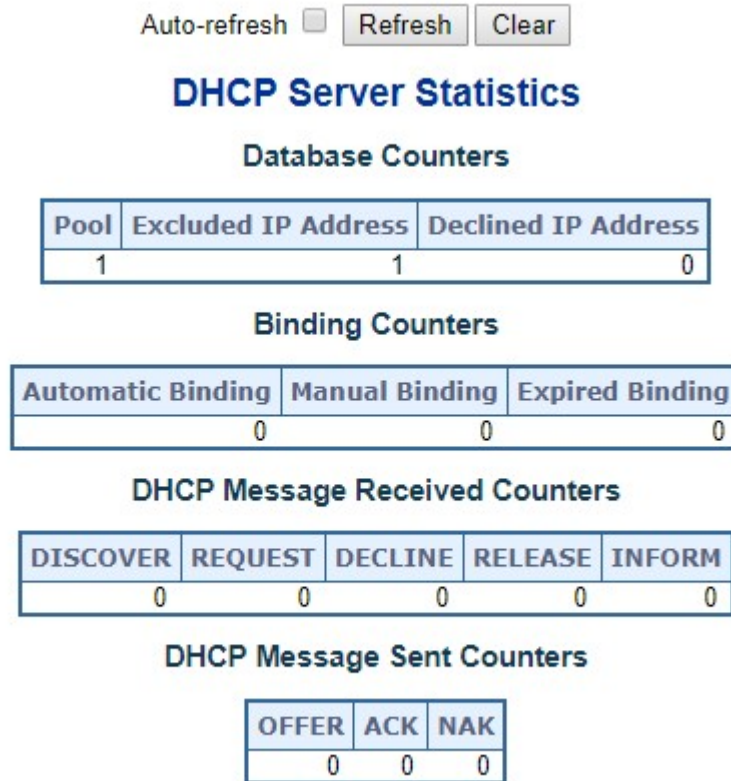 Auto-refresh Refresh Clear
DHCP Server Statistics
Database Counters
Pool Excluded IP Address Declined IP Address
1 1 0
Binding Counters
Automatic Binding Manual Binding Expired Binding
0 0 0
DHCP Message Received Counters
DISCOVER REQUEST DECLINE RELEASE INFORM
0 0 0 0 0
DHCP Message Sent Counters
OFFER ACK NAK
0 0 0